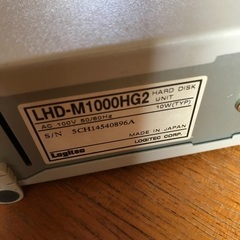 LHD-M1000HG2 HARD DISK UNIT
AC 100V 50/60Hz 10W(TYP)
S/N 5CH14540896A
MADE IN JAPAN
Logitec LOGITEC CORP.